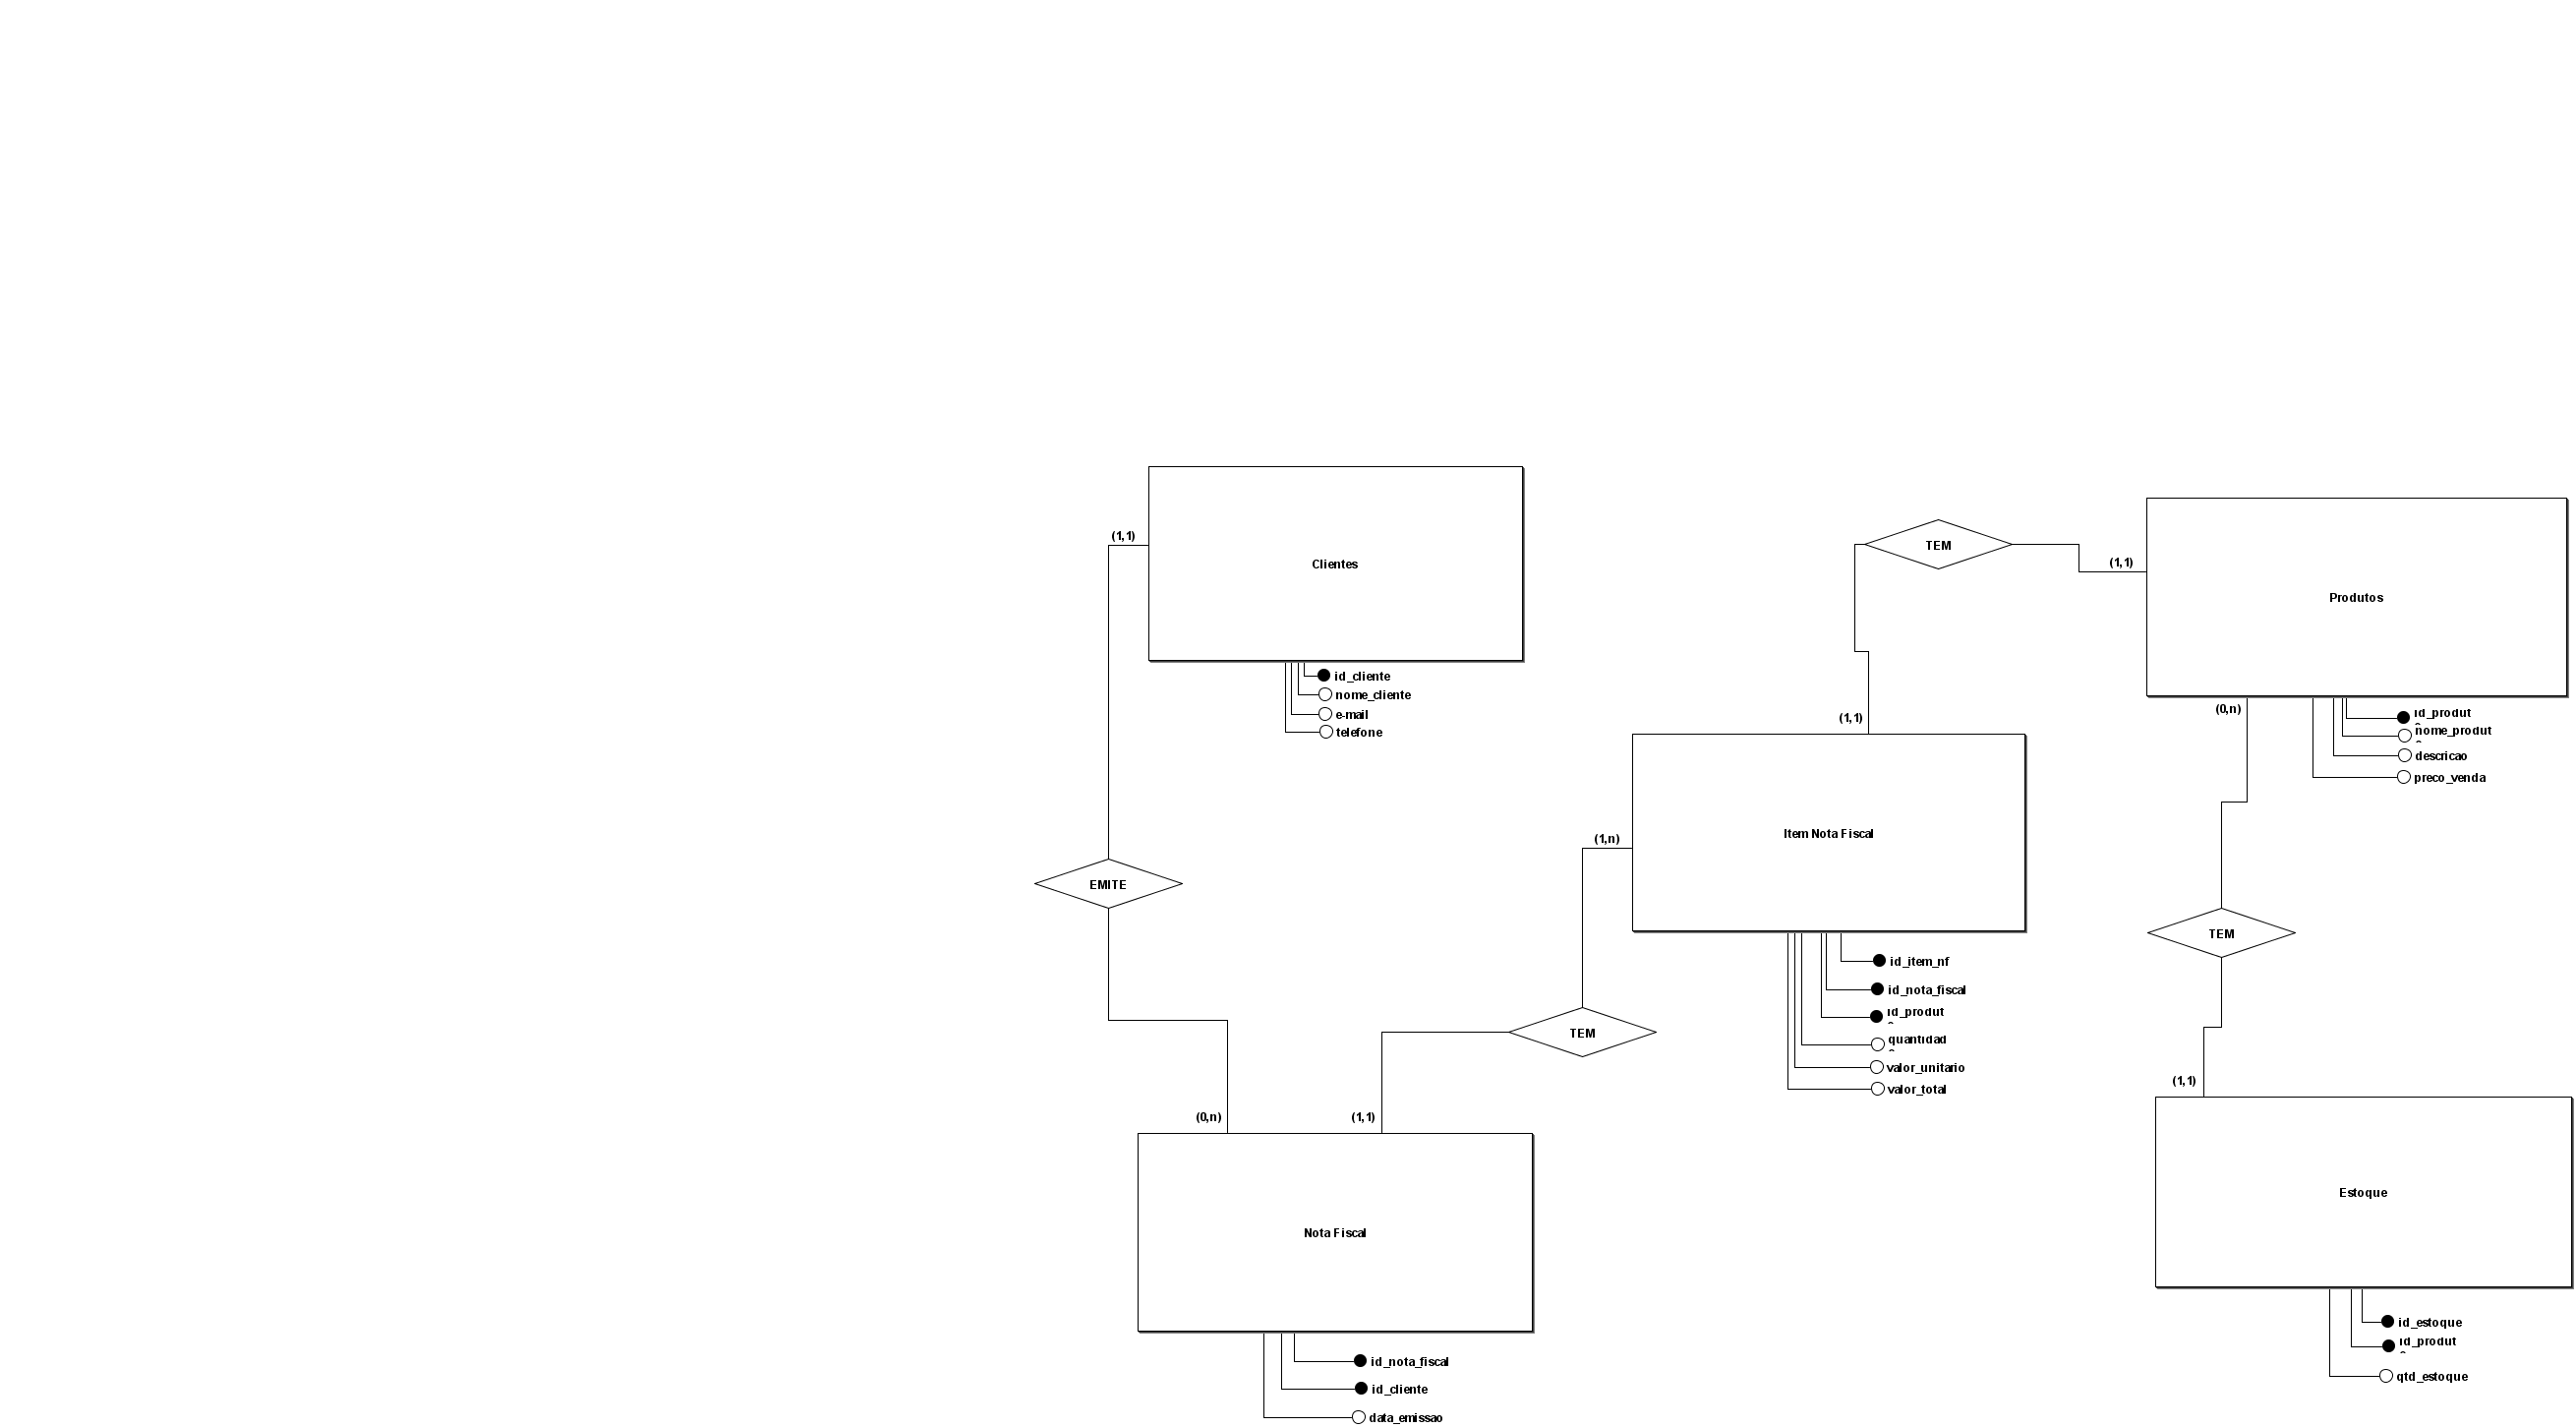 Clientes
(1,1)
id_cliente
nome_cliente
e-mail
telefone
EMITE
(0,n)
(1,1)
Nota Fiscal
id_nota_fiscal
id_cliente
data_emissao
TEM
(1,n)
Item Nota Fiscal
(1,1)
id_item_nf
id_nota_fiscal
id_produt
quantidad
valor_unitario
valor_total
TEM
(1,1)
Produtos
(0,n)
id_produt
nome_produt
descricao
preco_venda
TEM
(1,1)
Estoque
id_estoque
id_produt
qtd_estoque